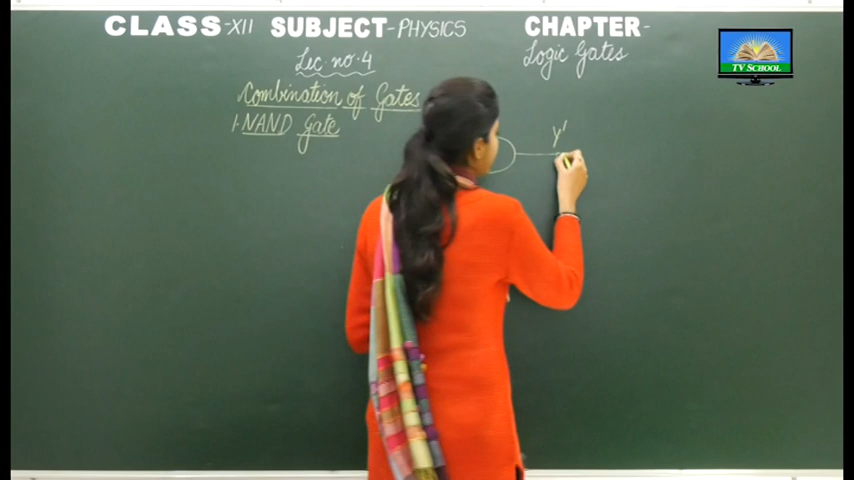 CLASS-XII SUBJECT-PHYSICS CHAPTER-
Lec no. 4 Logic Gates
Combination of Gates
1. NAND Gate
Y'
TV SCHOOL